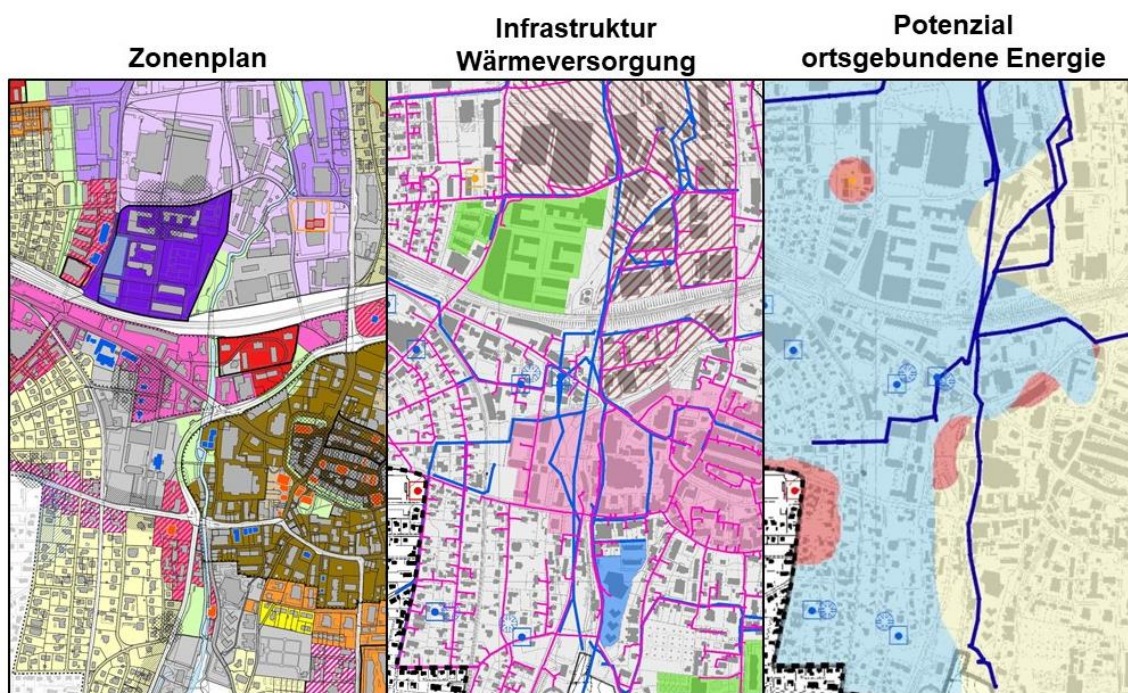 Zonenplan
Infrastruktur
Wärmeversorgung
Potenzial
ortsgebundene Energie